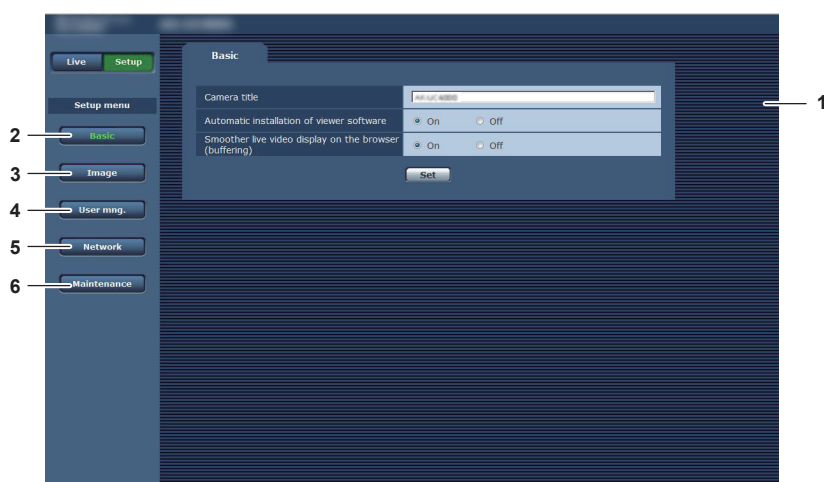 Live
Setup
Basic
Setup menu
Camera title
1
Automatic installation of viewer software
On
Off
2
Basic
Smoother live video display on the browser
(buffering)
On
Off
3
Image
Set
4
User mng.
5
Network
6
Maintenance